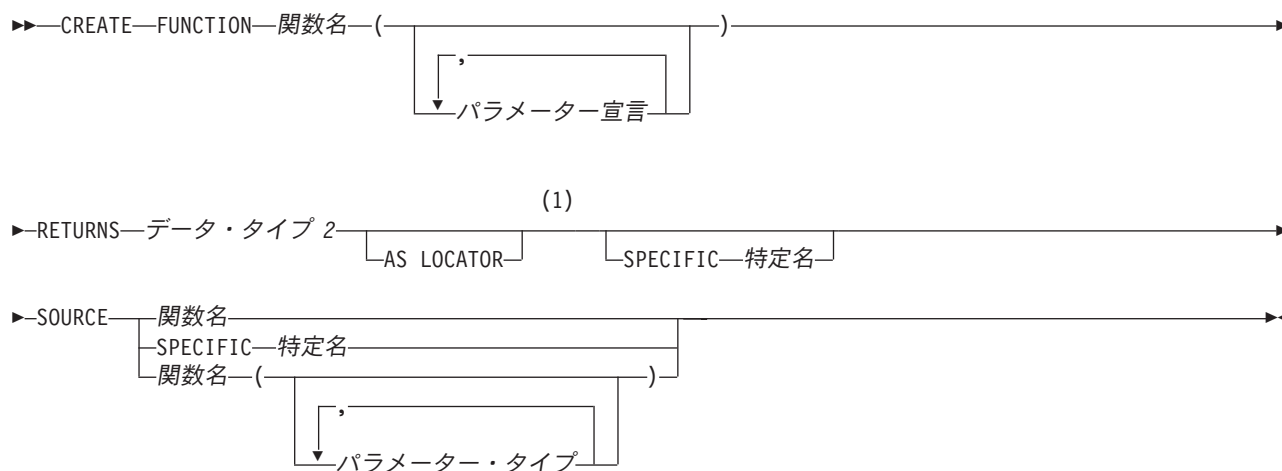 CREATE FUNCTION 関数名 ( )
,
パラメーター宣言
(1)
RETURNS データ・タイプ 2
AS LOCATOR SPECIFIC 特定名
SOURCE 関数名
SPECIFIC 特定名
関数名 ( )
,
パラメーター・タイプ